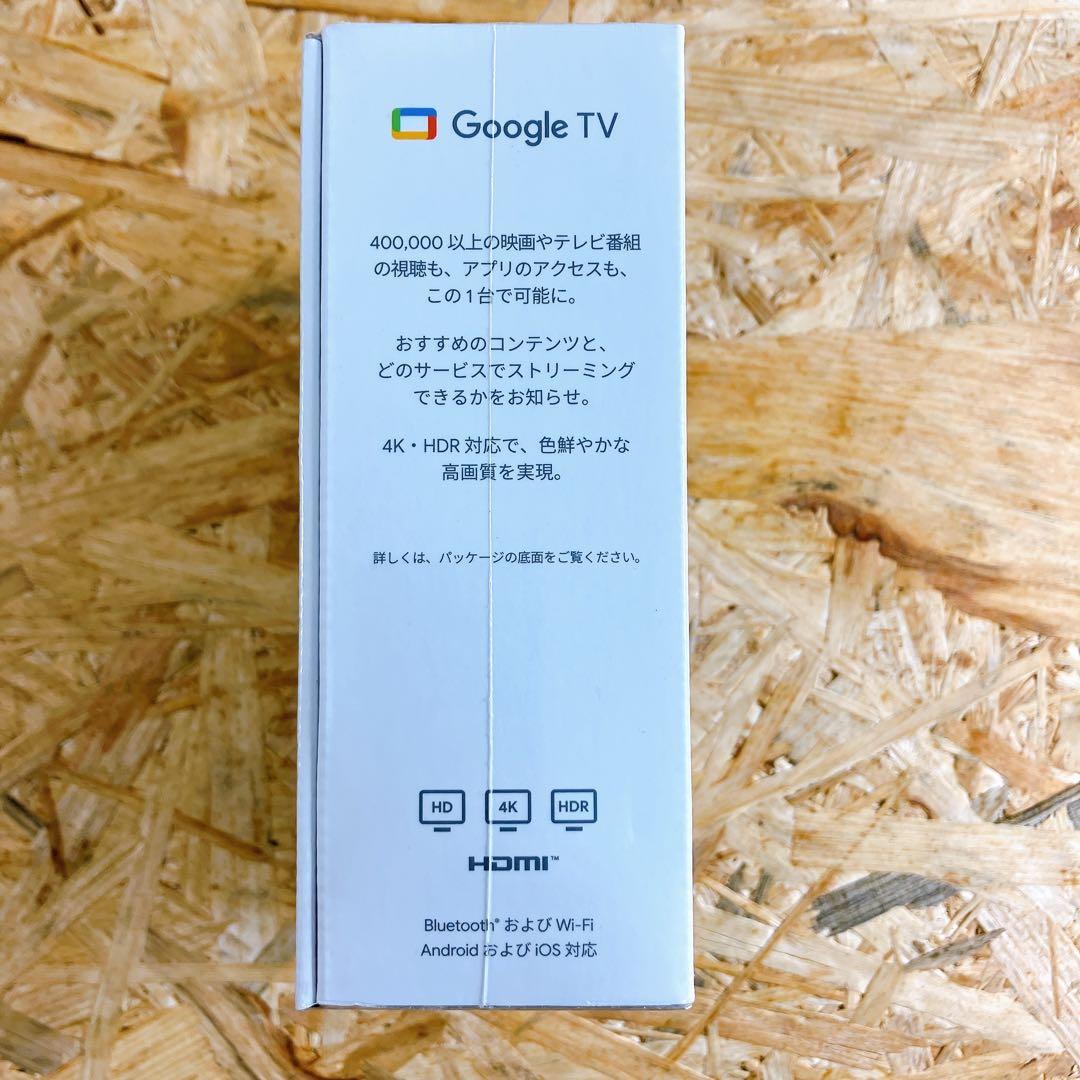 Google TV
400,000 以上の映画やテレビ番組
の視聴も、アプリのアクセスも、
この1台で可能に。
おすすめのコンテンツと、
どのサービスでストリーミング
できるかをお知らせ。
4K・HDR 対応で、色鮮やかな
高画質を実現。
詳しくは、パッケージの底面をご覧ください。
HD 4K HDR
HDMI™
Bluetooth® および Wi-Fi
Android および iOS 対応